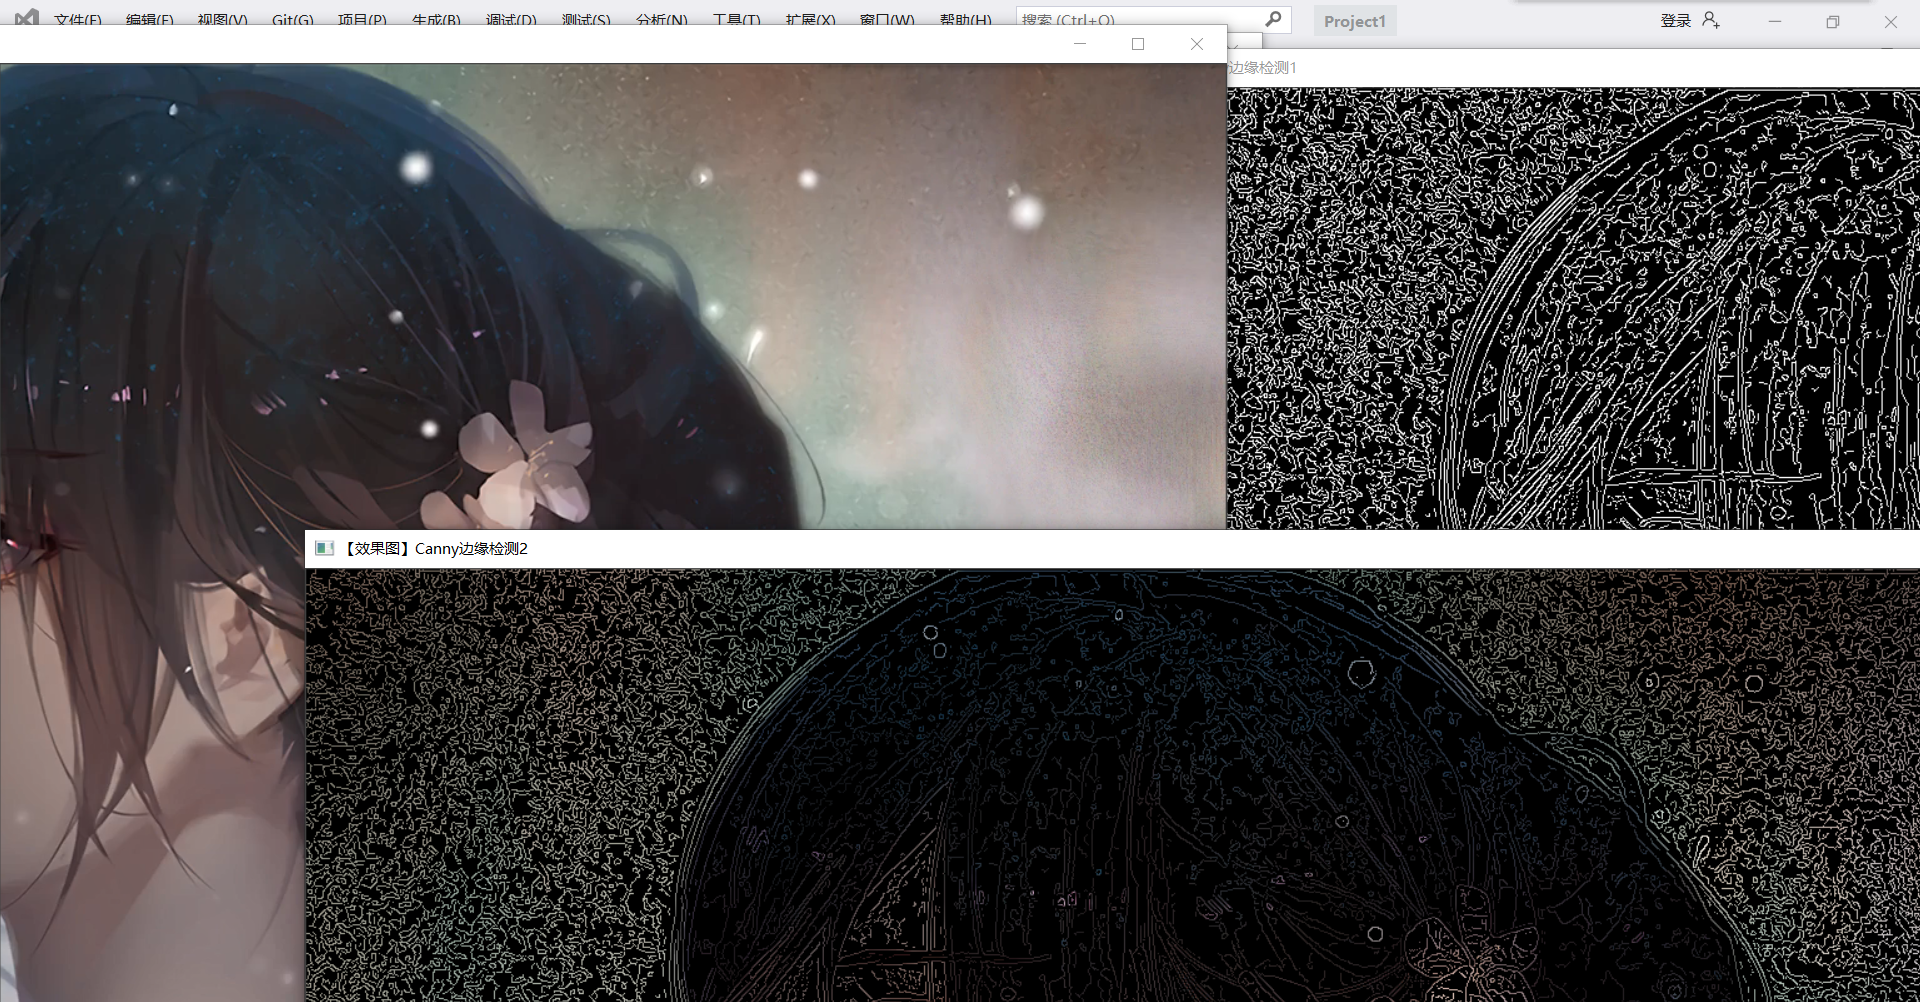 文件(F) 编辑(E) 视图(V) Git(G) 项目(P) 生成(B) 调试(D) 测试(S) 分析(N) 工具(T) 扩展(X) 窗口(W) 帮助(H) 搜索 (Ctrl+Q) Project1 登录
边缘检测1
【效果图】Canny边缘检测2